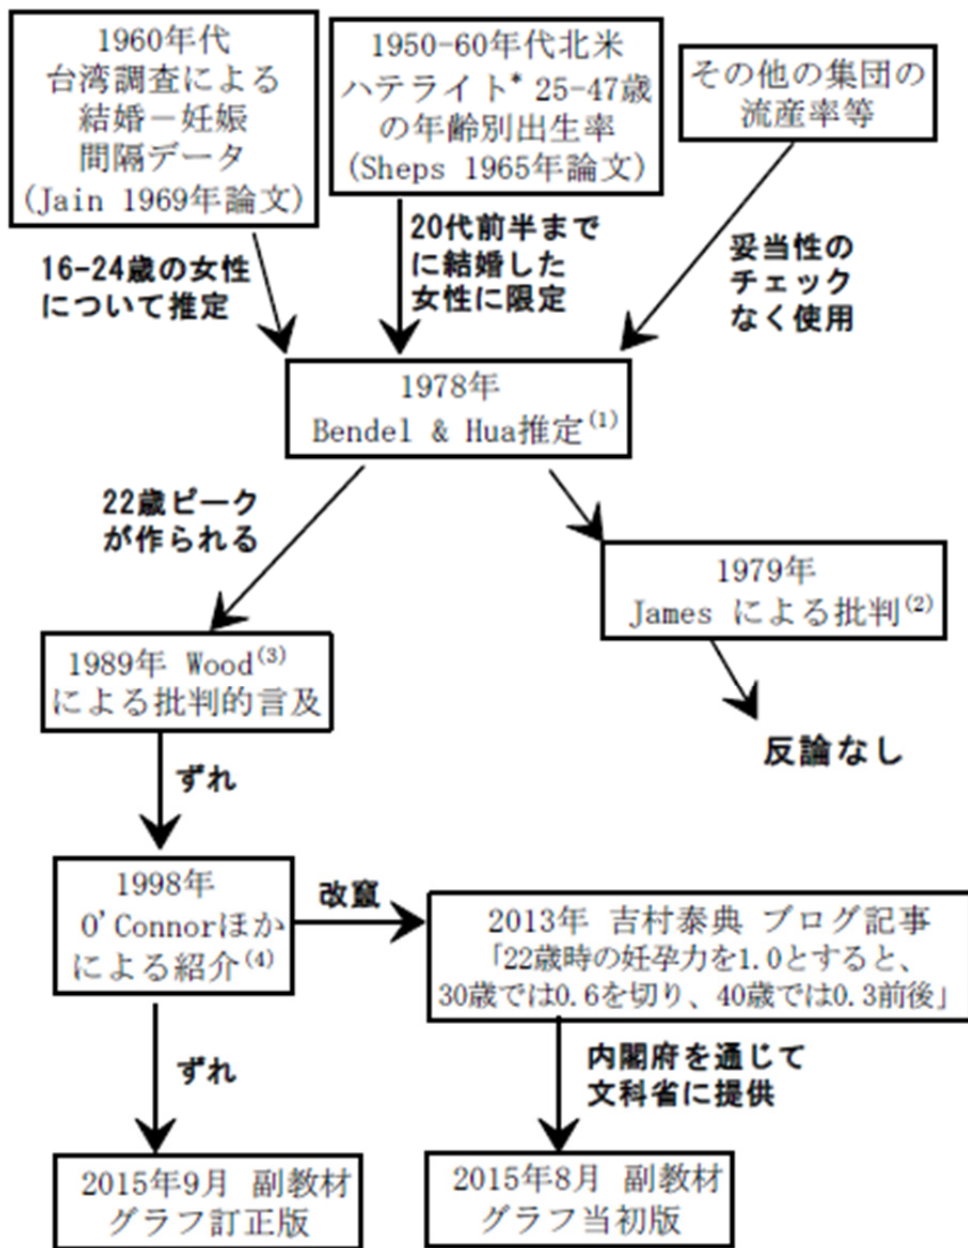 1960年代
台湾調査による
結婚－妊娠
間隔データ
(Jain 1969年論文)
1950-60年代北米
ハテライト* 25-47歳
の年齢別出生率
(Sheps 1965年論文)
その他の集団の
流産率等
16-24歳の女性
について推定
20代前半まで
に結婚した
女性に限定
妥当性の
チェック
なく使用
1978年
Bendel & Hua推定(1)
22歳ピーク
が作られる
1979年
James による批判(2)
1989年 Wood(3)
による批判的言及
反論なし
ずれ
1998年
O'Connorほか
による紹介(4)
改竄
2013年 吉村泰典 ブログ記事
「22歳時の妊孕力を1.0とすると、
30歳では0.6を切り、40歳では0.3前後」
ずれ
内閣府を通じて
文科省に提供
2015年9月 副教材
グラフ訂正版
2015年8月 副教材
グラフ当初版